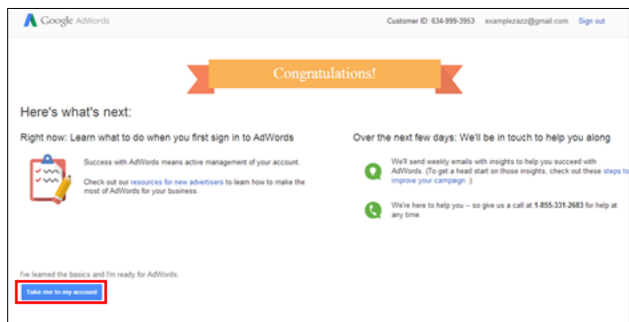 Google AdWords
Customer ID: 634-999-3953 examplezazz@gmail.com Sign out
Congratulations!
Here's what's next:
Right now: Learn what to do when you first sign in to AdWords
Success with AdWords means active management of your account.
Check out our resources for new advertisers to learn how to make the
most of AdWords for your business.
Over the next few days: We'll be in touch to help you along
We'll send weekly emails with insights to help you succeed with
AdWords. (To get a head start on those insights, check out these steps to
improve your campaign .)
We're here to help you -- so give us a call at 1-855-331-2683 for help at
any time.
I've learned the basics and I'm ready for AdWords.
Take me to my account